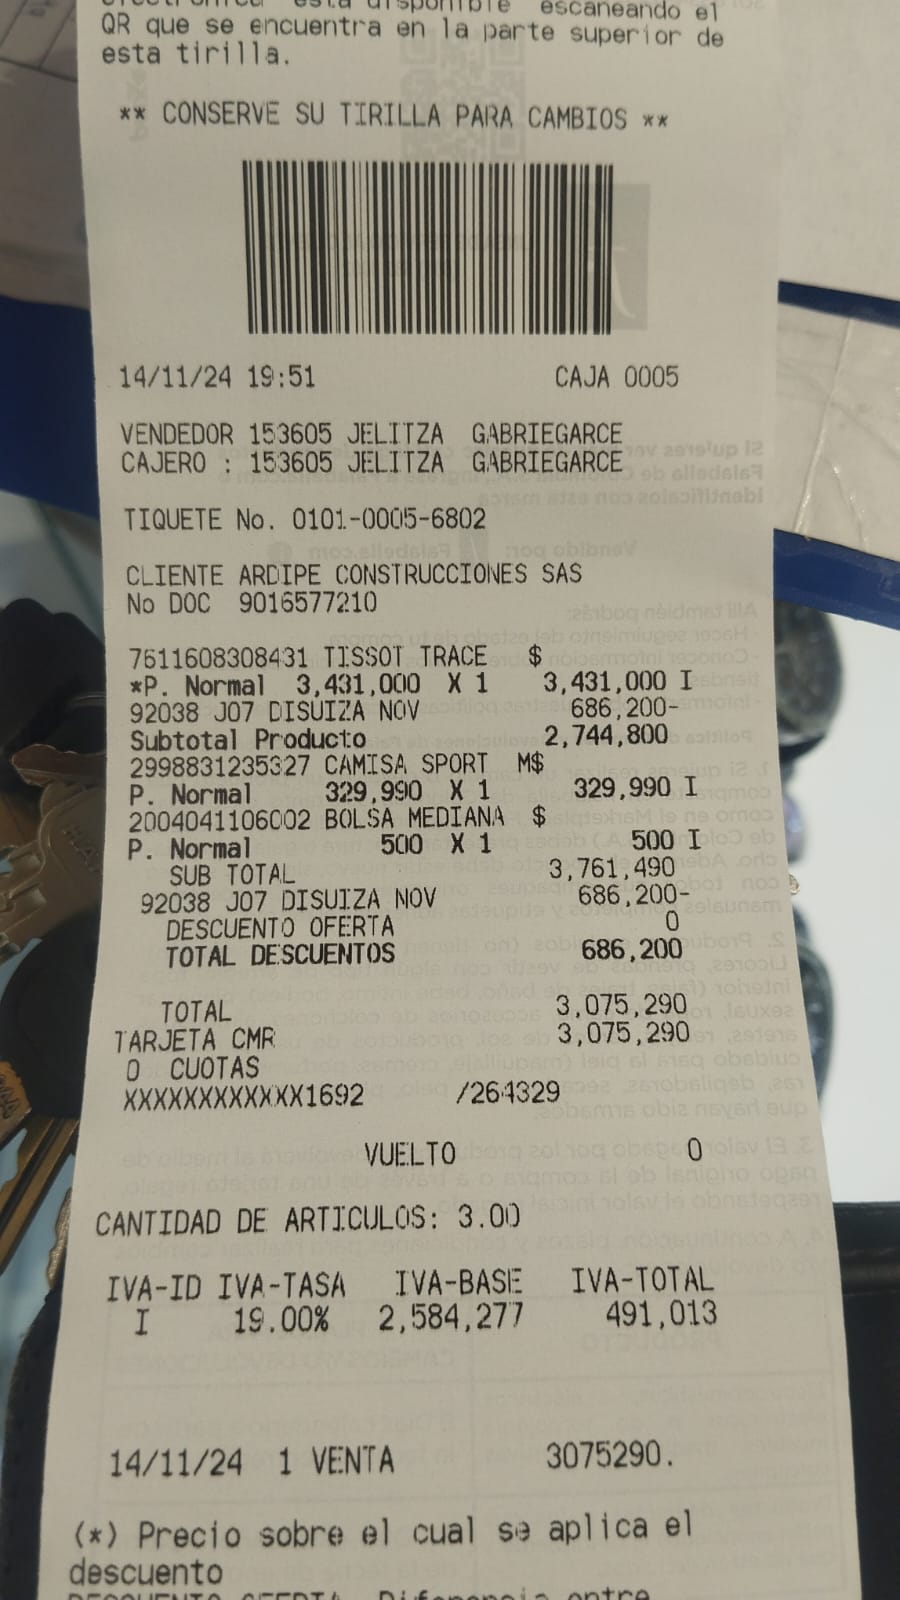 disponible escaneando el
QR que se encuentra en la parte superior de
esta tirilla.
** CONSERVE SU TIRILLA PARA CAMBIOS **
14/11/24 19:51 CAJA 0005
VENDEDOR 153605 JELITZA GABRIEGARCE
CAJERO : 153605 JELITZA GABRIEGARCE
TIQUETE No. 0101-0005-6802
CLIENTE ARDIPE CONSTRUCCIONES SAS
No DOC 9016577210
7611608308431 TISSOT TRACE $
*P. Normal 3,431,000 X 1 3,431,000 I
92038 J07 DISUIZA NOV 686,200-
Subtotal Producto 2,744,800
2998831235327 CAMISA SPORT M$
P. Normal 329,990 X 1 329,990 I
2004041106002 BOLSA MEDIANA $
P. Normal 500 X 1 500 I
SUB TOTAL 3,761,490
92038 J07 DISUIZA NOV 686,200-
DESCUENTO OFERTA 0
TOTAL DESCUENTOS 686,200
TOTAL 3,075,290
TARJETA CMR 3,075,290
0 CUOTAS
XXXXXXXXXXXX1692 /264329
VUELTO 0
CANTIDAD DE ARTICULOS: 3.00
IVA-ID IVA-TASA IVA-BASE IVA-TOTAL
I 19.00% 2,584,277 491,013
14/11/24 1 VENTA 3075290.
(*) Precio sobre el cual se aplica el
descuento
DESCUENTO OFERTA Diferencia entre